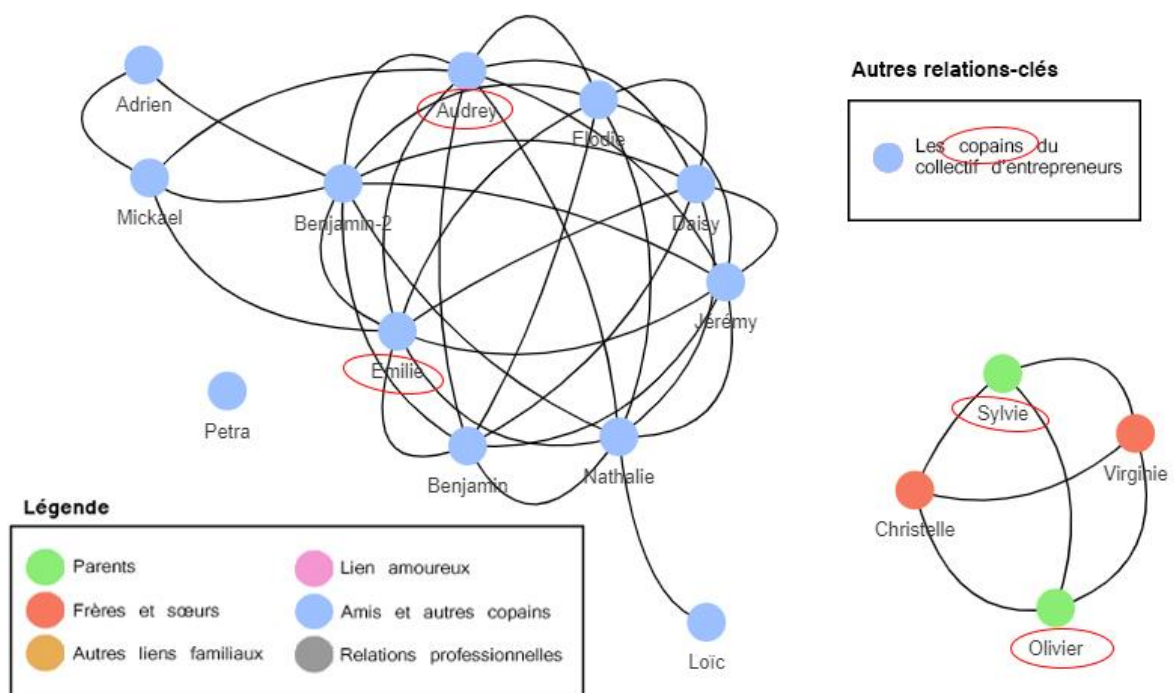 Autres relations-clés
Les copains du
collectif d'entrepreneurs
Adrien
Audrey
Elodie
Mickael
Benjamin-2
Daisy
Jérémy
Emilie
Petra
Benjamin
Nathalie
Loïc
Sylvie
Virginie
Christelle
Olivier
Légende
Parents
Lien amoureux
Frères et sœurs
Amis et autres copains
Autres liens familiaux
Relations professionnelles